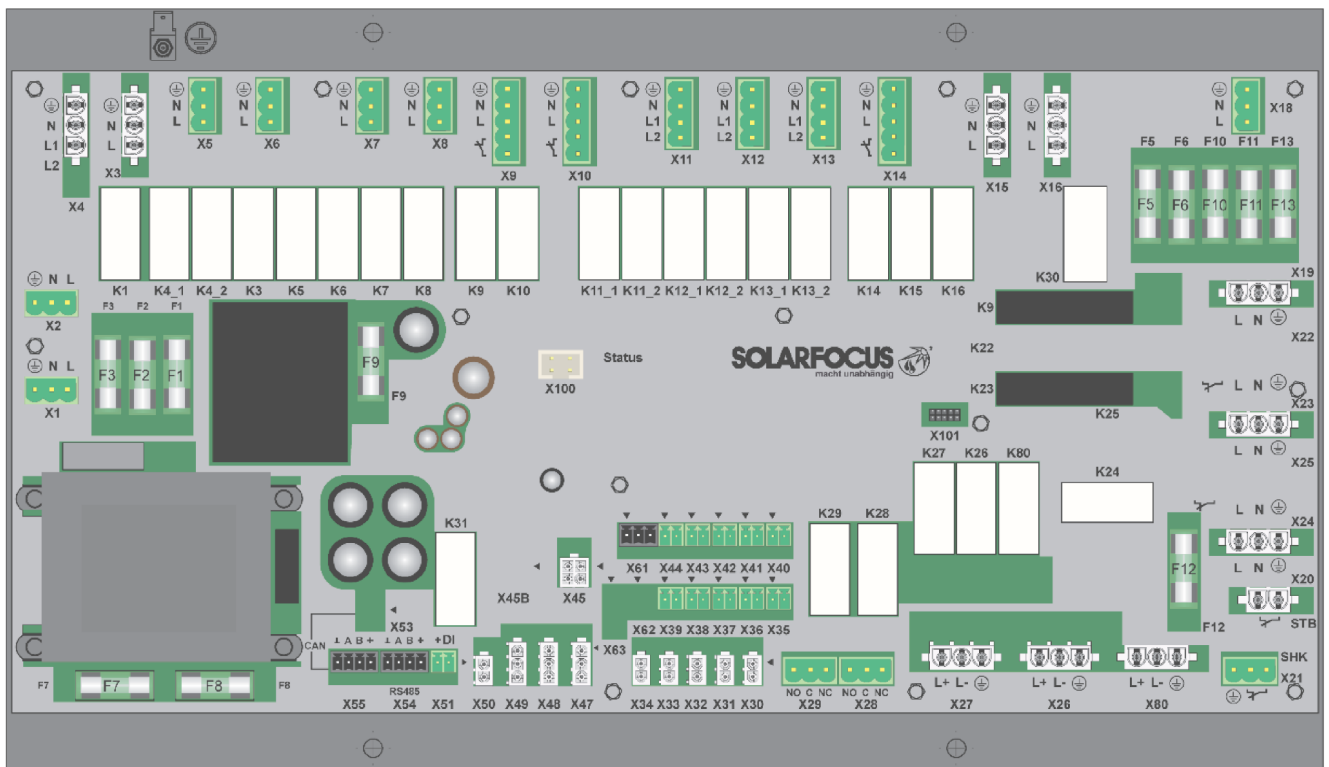 N N N N N N N L1 L1 L1 N N N X18
N N L L L L L L L2 L2 L2 L L L L
L1 L X5 X6 X7 X8 X11 X12 X13
L2 X3 X9 X10 X14 X15 X16 F5 F6 F10 F11 F13
X4
F5 F6 F10 F11 F13
N L K1 K4_1 K4_2 K3 K5 K6 K7 K8 K9 K10 K11_1 K11_2 K12_1 K12_2 K13_1 K13_2 K14 K15 K16 K30 X19
F3 F2 F1 K9
X2 L N
SOLARFOCUS
macht unabhängig
Status
X22
K22
N L F3 F2 F1 F9 F9 X100 K23 L N
X1 X101 K25 X23
L N X25
K27 K26 K80 K24
K31 K29 K28 L N X24
X61 X44 X43 X42 X41 X40
F12 L N X20
X45B X45
X53 X62 X39 X38 X37 X36 X35 F12 STB
CAN ⊥ A B + ⊥ A B + +DI X63
F7 F7 F8 F8 SHK
RS485 NO C NC NO C NC L+ L- L+ L- L+ L- X21
X55 X54 X51 X50 X49 X48 X47 X34 X33 X32 X31 X30 X29 X28 X27 X26 X80